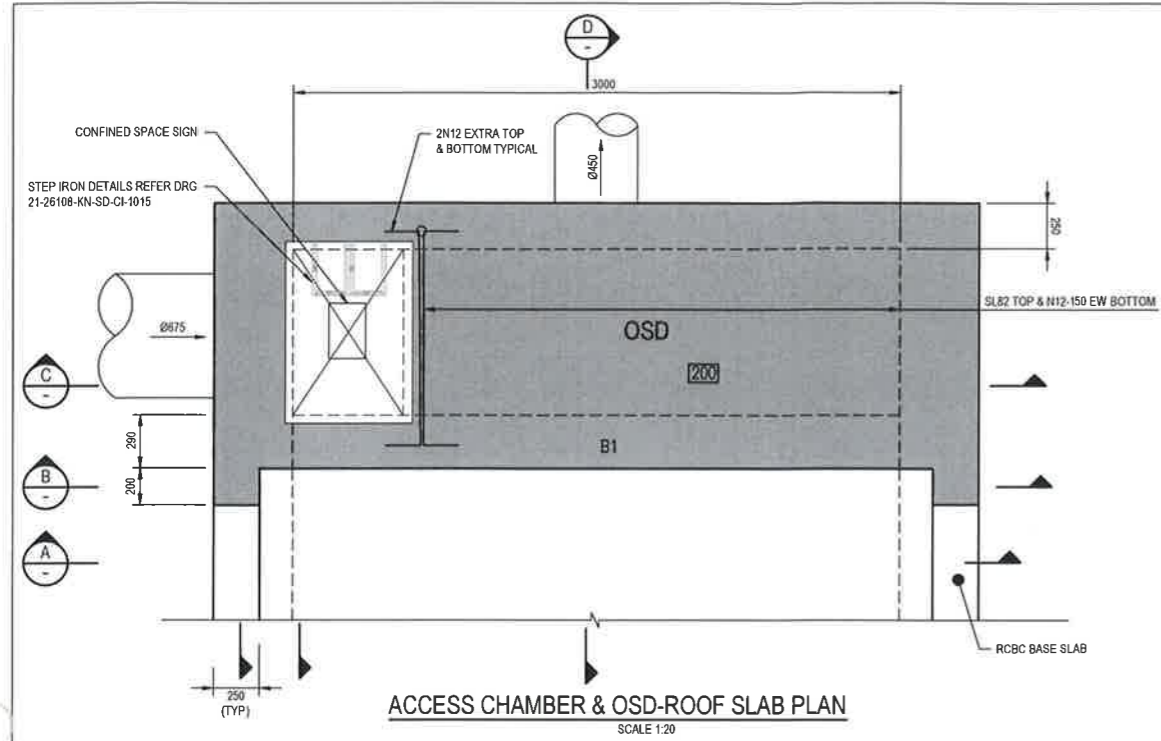 D
-
3000
CONFINED SPACE SIGN
2N12 EXTRA TOP
& BOTTOM TYPICAL
Ø450
STEP IRON DETAILS REFER DRG
21-26108-KN-SD-CI-1015
250
SL82 TOP & N12-150 EW BOTTOM
OSD
Ø675
200
C
-
290
B1
B
-
200
A
-
RCBC BASE SLAB
250
(TYP)
ACCESS CHAMBER & OSD-ROOF SLAB PLAN
SCALE 1:20